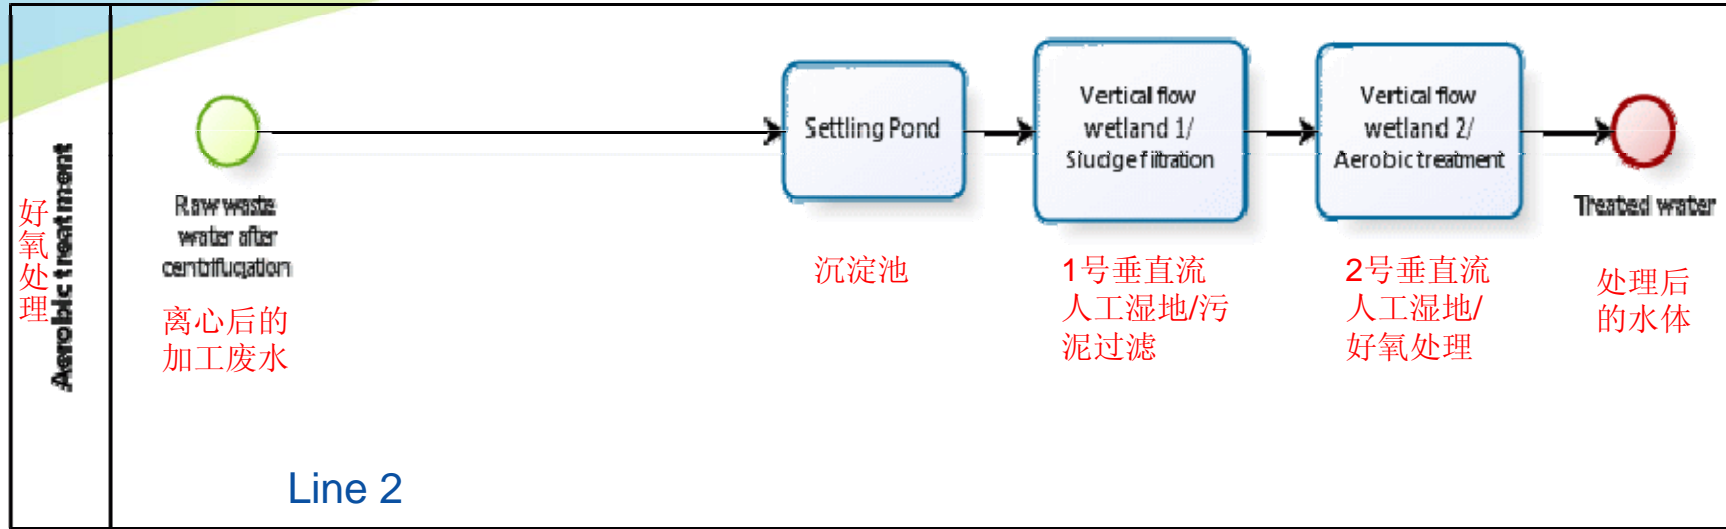 好氧处理
Aerobic treatment
Raw waste
water after
centrifugation
离心后的
加工废水
Settling Pond
沉淀池
Vertical flow
wetland 1/
Sludge filtration
1号垂直流
人工湿地/污
泥过滤
Vertical flow
wetland 2/
Aerobic treatment
2号垂直流
人工湿地/
好氧处理
Treated water
处理后
的水体
Line 2